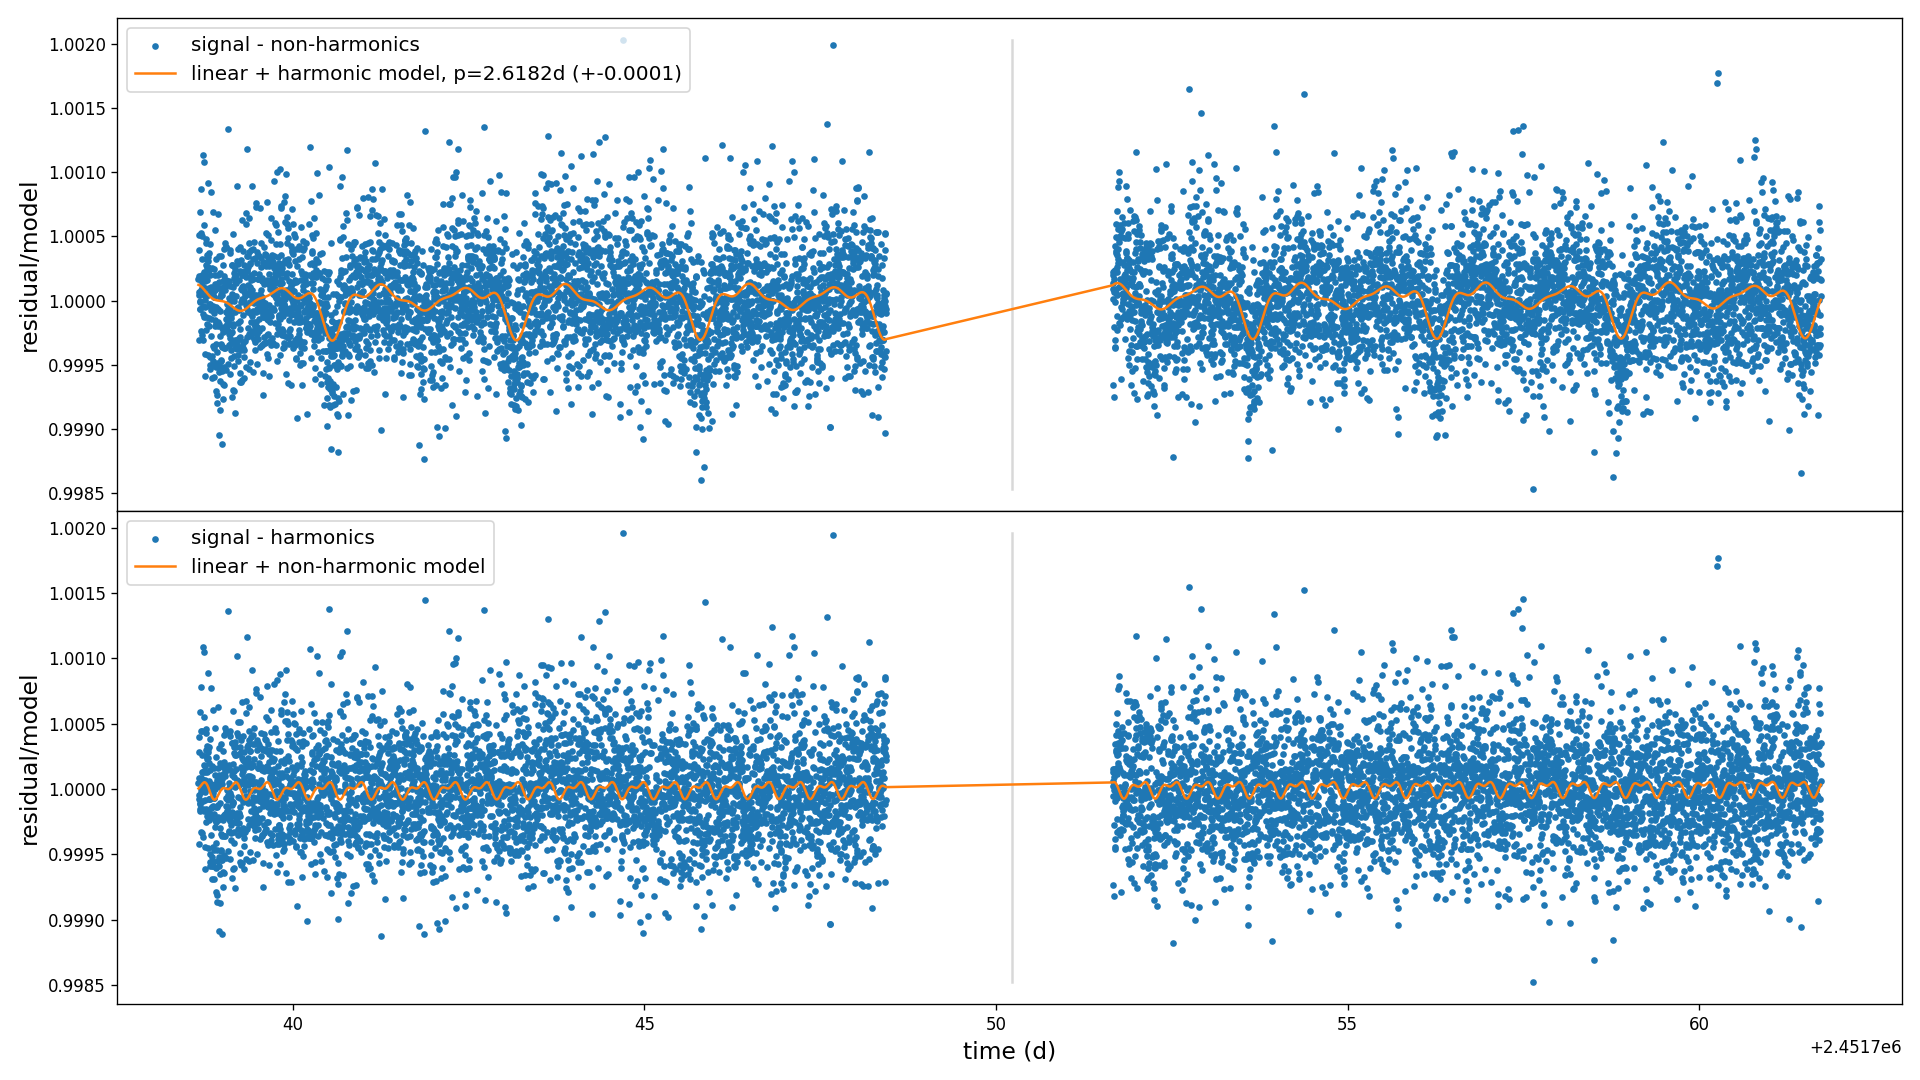 signal - non-harmonics
linear + harmonic model, p=2.6182d (+-0.0001)
1.0020
1.0015
1.0010
1.0005
1.0000
0.9995
0.9990
0.9985
residual/model
signal - harmonics
linear + non-harmonic model
1.0020
1.0015
1.0010
1.0005
1.0000
0.9995
0.9990
0.9985
residual/model
40 45 50 55 60
time (d)
+2.4517e6